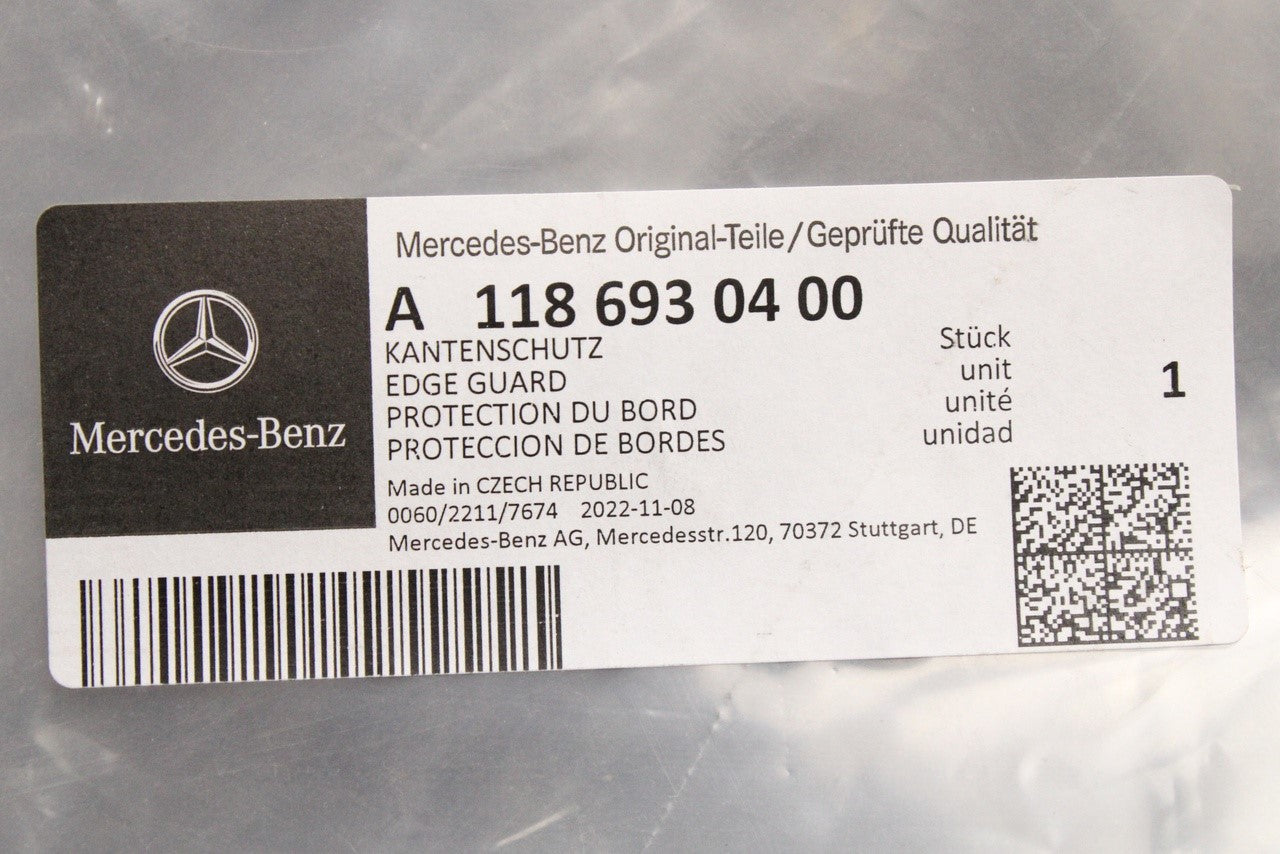 Mercedes-Benz
Mercedes-Benz Original-Teile/Geprüfte Qualität
A 118 693 04 00
KANTENSCHUTZ
EDGE GUARD
PROTECTION DU BORD
PROTECCION DE BORDES
Stück
unit
unité
unidad
1
Made in CZECH REPUBLIC
0060/2211/7674 2022-11-08
Mercedes-Benz AG, Mercedesstr.120, 70372 Stuttgart, DE